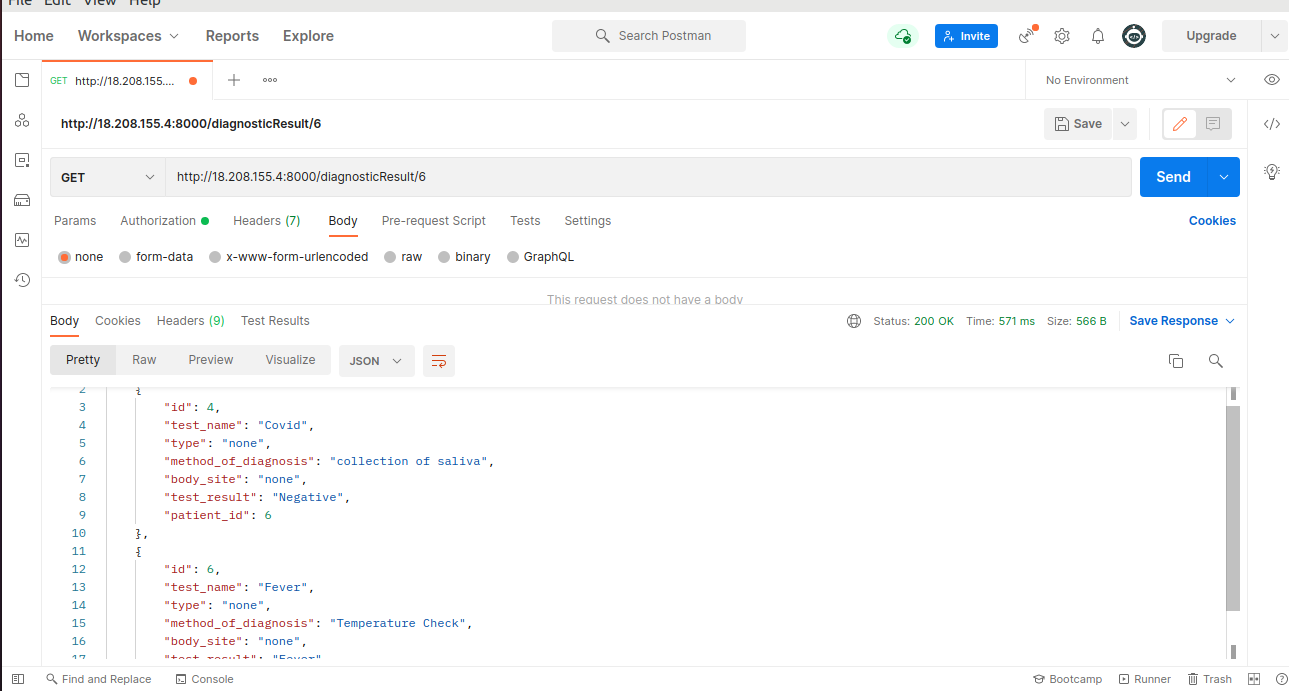 File Edit View Help
Home Workspaces Reports Explore Search Postman Invite Upgrade
GET http://18.208.155.... No Environment
http://18.208.155.4:8000/diagnosticResult/6 Save
GET http://18.208.155.4:8000/diagnosticResult/6 Send
Params Authorization Headers (7) Body Pre-request Script Tests Settings Cookies
none form-data x-www-form-urlencoded raw binary GraphQL
This request does not have a body
Body Cookies Headers (9) Test Results Status: 200 OK Time: 571 ms Size: 566 B Save Response
Pretty Raw Preview Visualize JSON
2 {
3 "id": 4,
4 "test_name": "Covid",
5 "type": "none",
6 "method_of_diagnosis": "collection of saliva",
7 "body_site": "none",
8 "test_result": "Negative",
9 "patient_id": 6
10 },
11 {
12 "id": 6,
13 "test_name": "Fever",
14 "type": "none",
15 "method_of_diagnosis": "Temperature Check",
16 "body_site": "none",
17 "test_result": "Fever"
Find and Replace Console Bootcamp Runner Trash